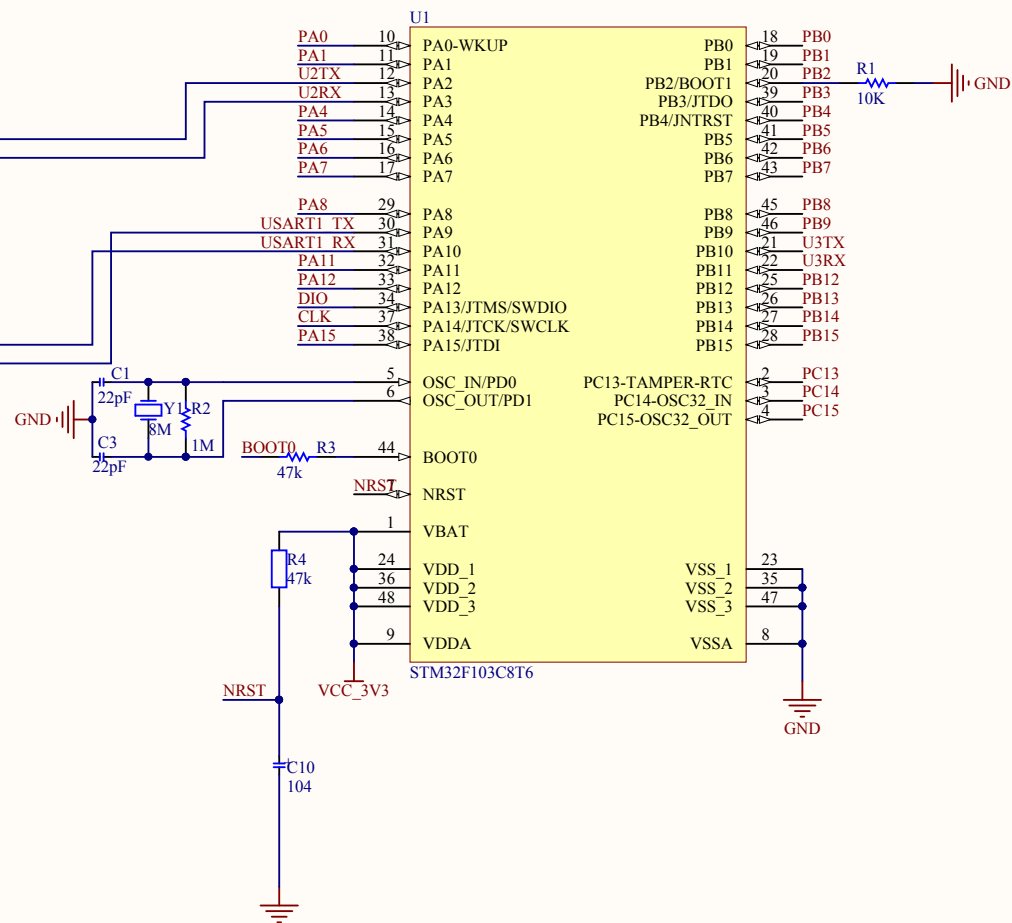 U1
PA0 10 PA0-WKUP PB0 18 PB0
PA1 11 PA1 PB1 19 PB1
U2TX 12 PA2 PB2/BOOT1 20 PB2 R1 10K GND
U2RX 13 PA3 PB3/JTDO 39 PB3
PA4 14 PA4 PB4/JNTRST 40 PB4
PA5 15 PA5 PB5 41 PB5
PA6 16 PA6 PB6 42 PB6
PA7 17 PA7 PB7 43 PB7
PA8 29 PA8 PB8 45 PB8
USART1_TX 30 PA9 PB9 46 PB9
USART1_RX 31 PA10 PB10 21 U3TX
PA11 32 PA11 PB11 22 U3RX
PA12 33 PA12 PB12 25 PB12
DIO 34 PA13/JTMS/SWDIO PB13 26 PB13
CLK 37 PA14/JTCK/SWCLK PB14 27 PB14
PA15 38 PA15/JTDI PB15 28 PB15
C1 5 OSC_IN/PD0 PC13-TAMPER-RTC 2 PC13
22pF 6 OSC_OUT/PD1 PC14-OSC32_IN 3 PC14
GND Y1 R2 PC15-OSC32_OUT 4 PC15
8M
C3 1M
22pF
BOOT0 R3 44 BOOT0
47k
NRST 7 NRST
1 VBAT
R4 24 VDD_1 VSS_1 23
47k 36 VDD_2 VSS_2 35
48 VDD_3 VSS_3 47
9 VDDA VSSA 8
STM32F103C8T6
NRST VCC_3V3
GND
C10
104